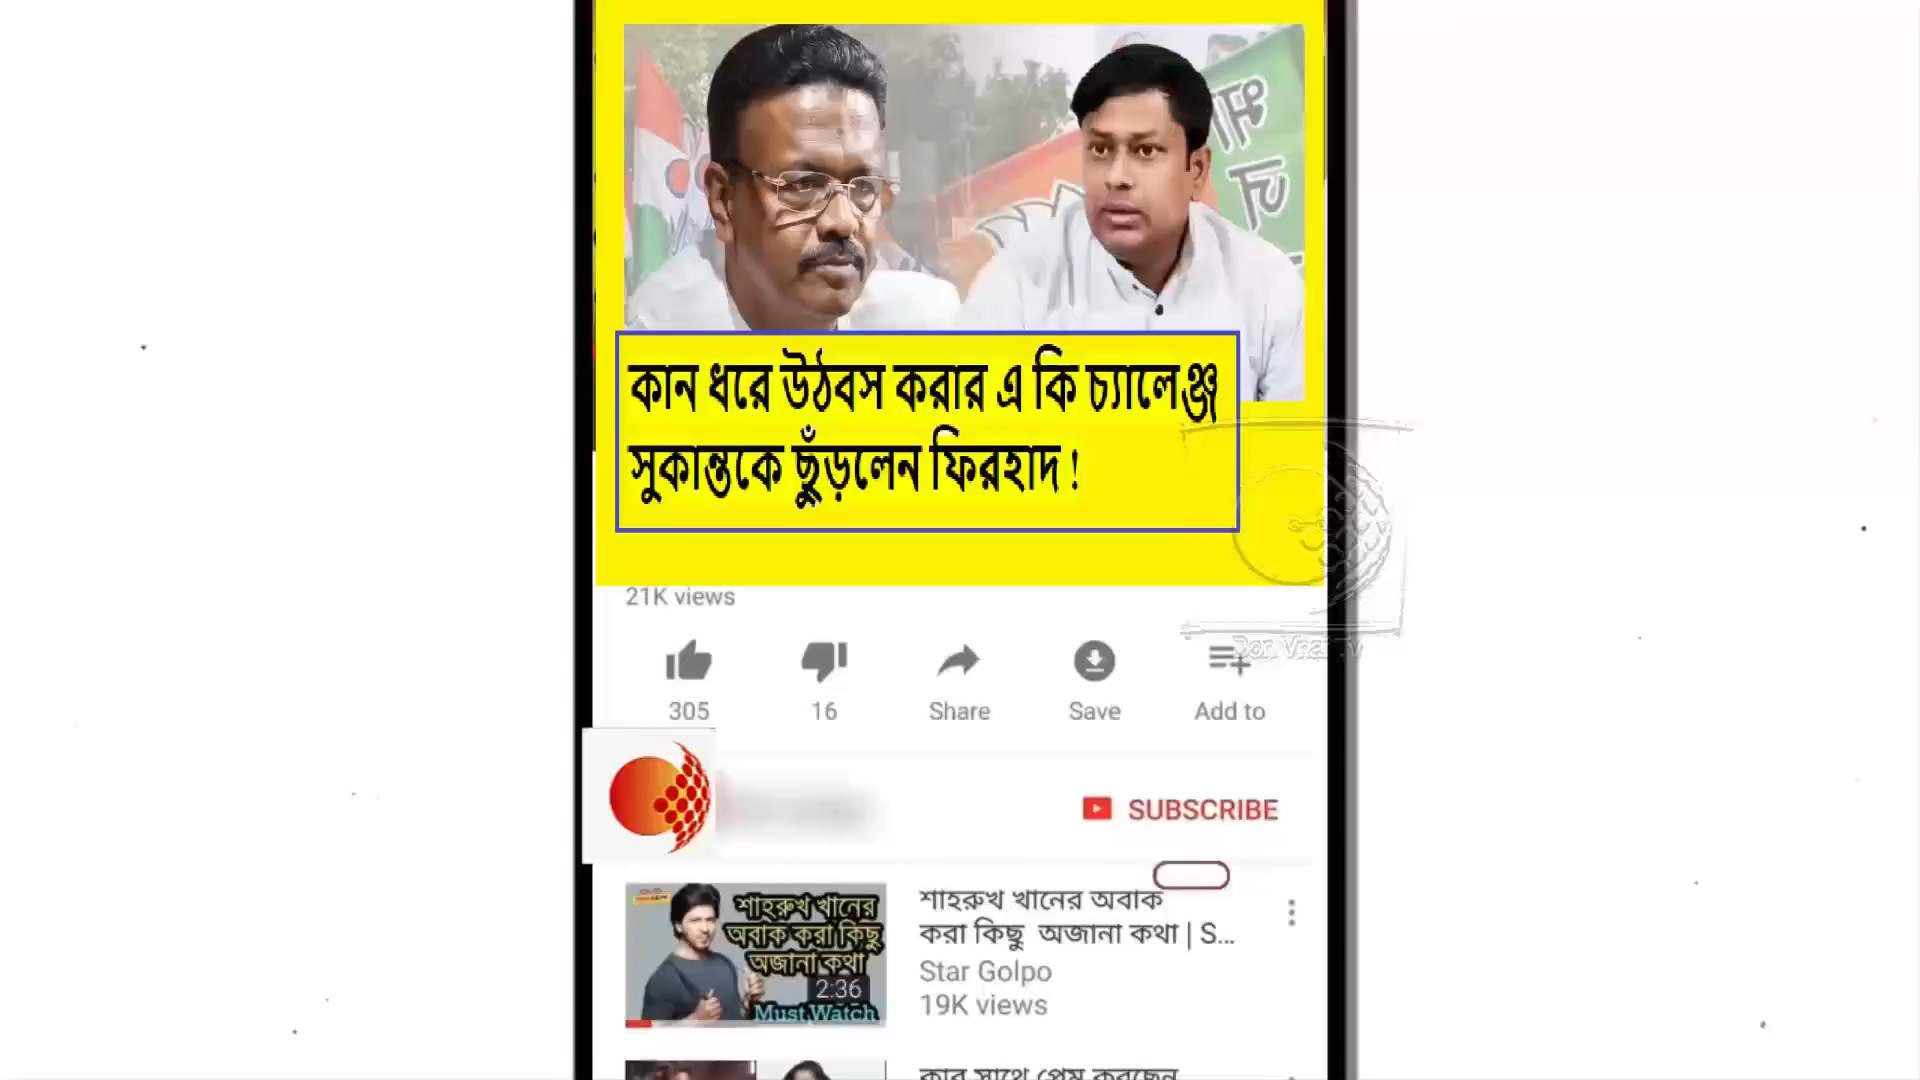 কান ধরে উঠবস করার এ কি চ্যালেঞ্জ
সুকান্তকে ছুঁড়লেন ফিরহাদ !
21K views
305
16
Share
Save
Add to
SUBSCRIBE
শাহরুখ খানের
অবাক করা কিছু
অজানা কথা
2:36
Must Watch
শাহরুখ খানের অবাক
করা কিছু অজানা কথা | S...
Star Golpo
19K views
কার সাথে প্রেম করছেন